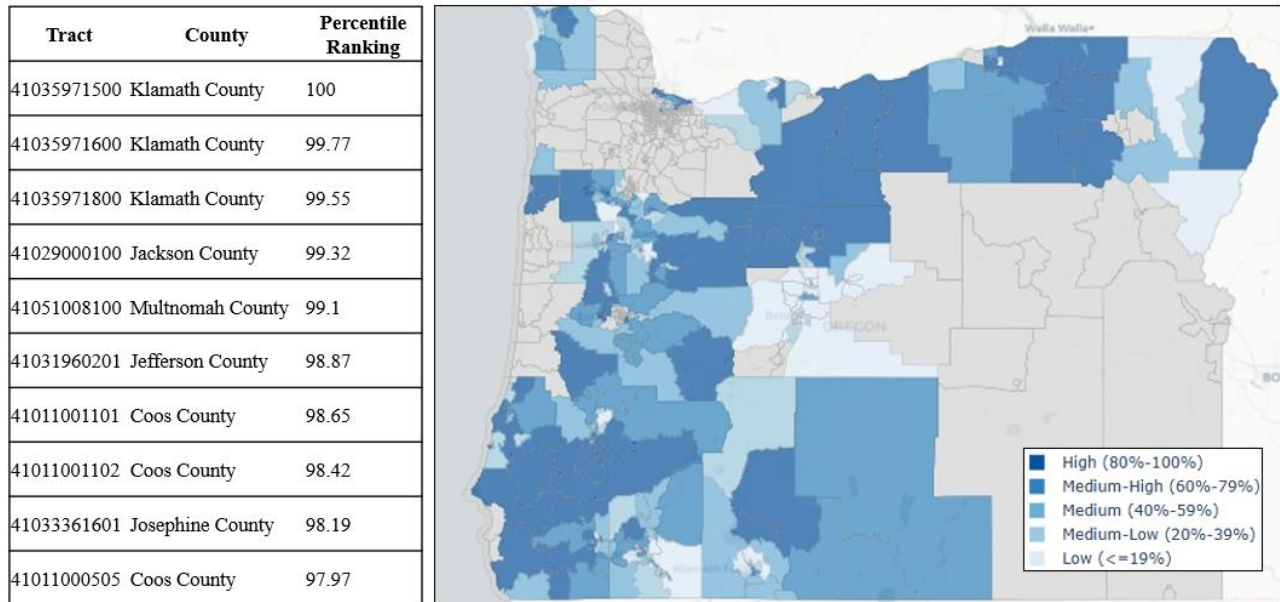 Tract County Percentile Ranking
41035971500 Klamath County 100
41035971600 Klamath County 99.77
41035971800 Klamath County 99.55
41029000100 Jackson County 99.32
41051008100 Multnomah County 99.1
41031960201 Jefferson County 98.87
41011001101 Coos County 98.65
41011001102 Coos County 98.42
41033361601 Josephine County 98.19
41011000505 Coos County 97.97
Walla Walla
OREGON
BO
Klamath F
High (80%-100%)
Medium-High (60%-79%)
Medium (40%-59%)
Medium-Low (20%-39%)
Low (<=19%)